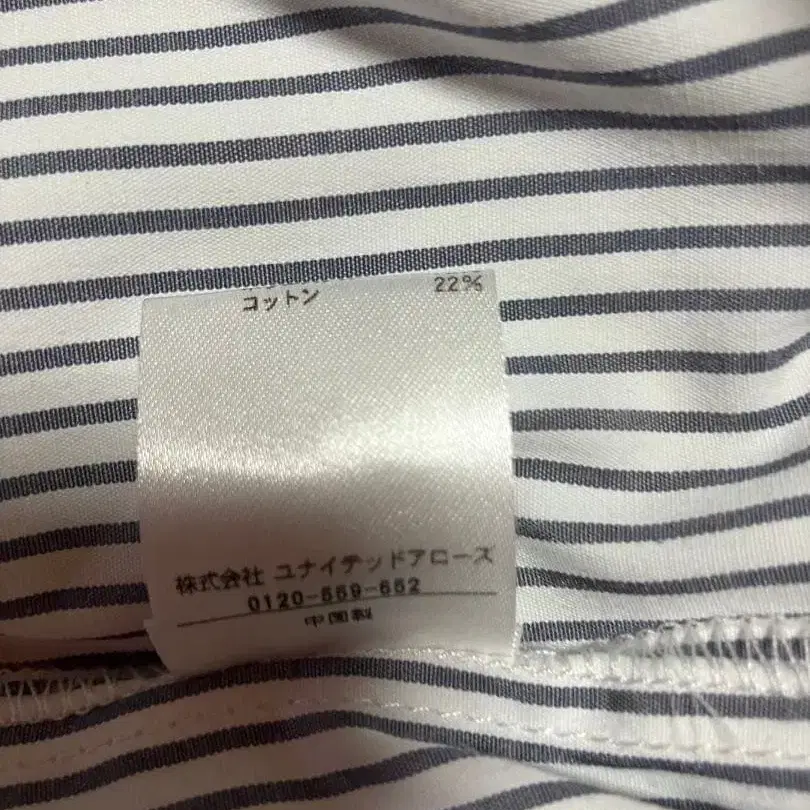 コットン 22%
株式会社 ユナイテッドアローズ
0120-559-652
中国製